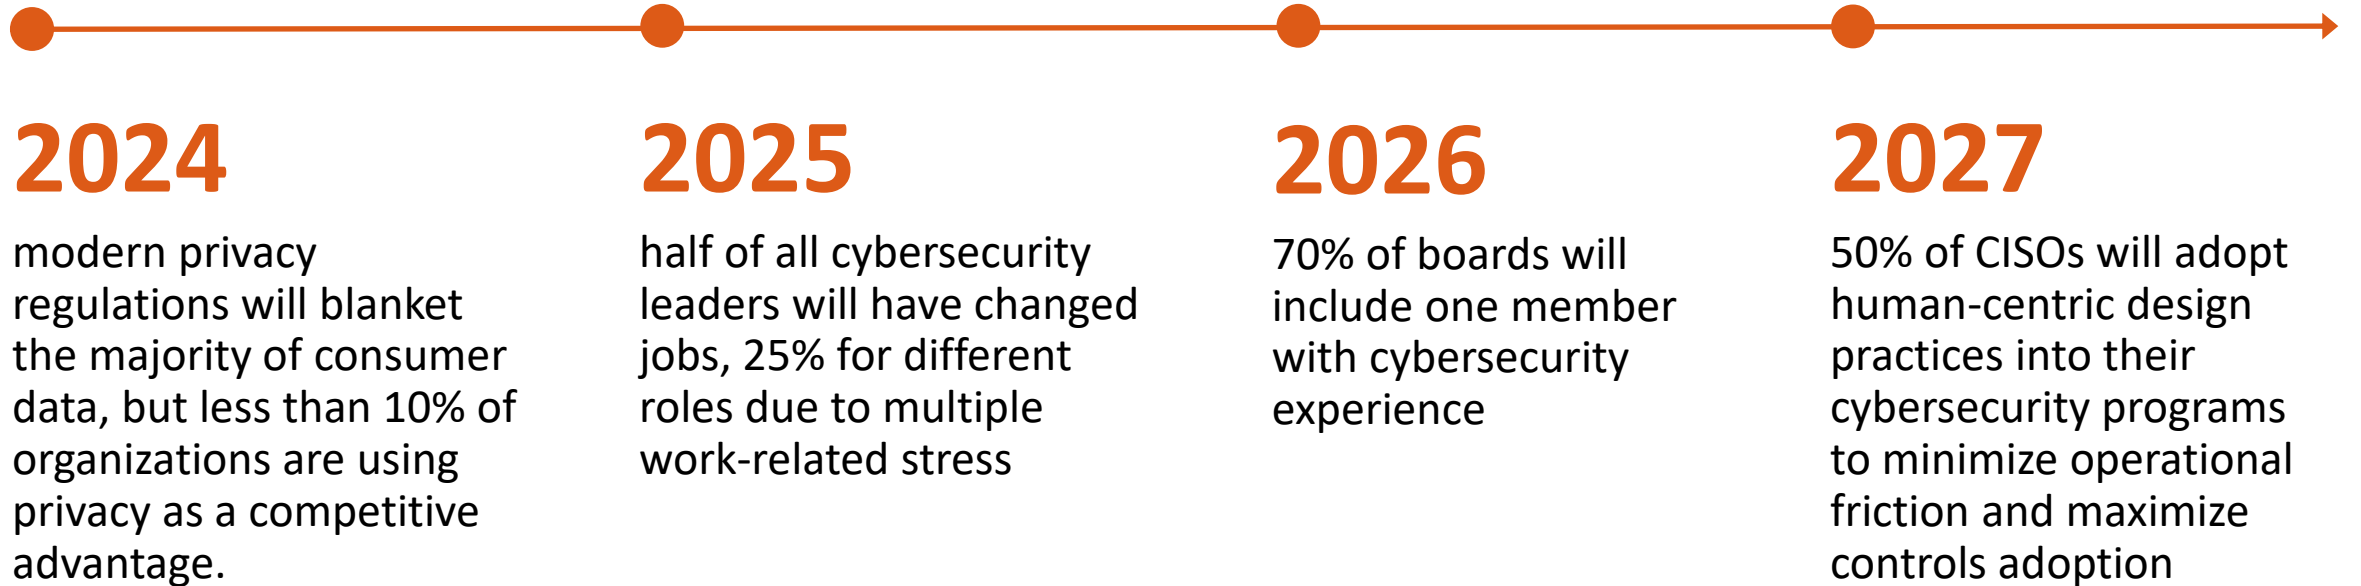 2024
modern privacy
regulations will blanket
the majority of consumer
data, but less than 10% of
organizations are using
privacy as a competitive
advantage.
2025
half of all cybersecurity
leaders will have changed
jobs, 25% for different
roles due to multiple
work-related stress
2026
70% of boards will
include one member
with cybersecurity
experience
2027
50% of CISOs will adopt
human-centric design
practices into their
cybersecurity programs
to minimize operational
friction and maximize
controls adoption